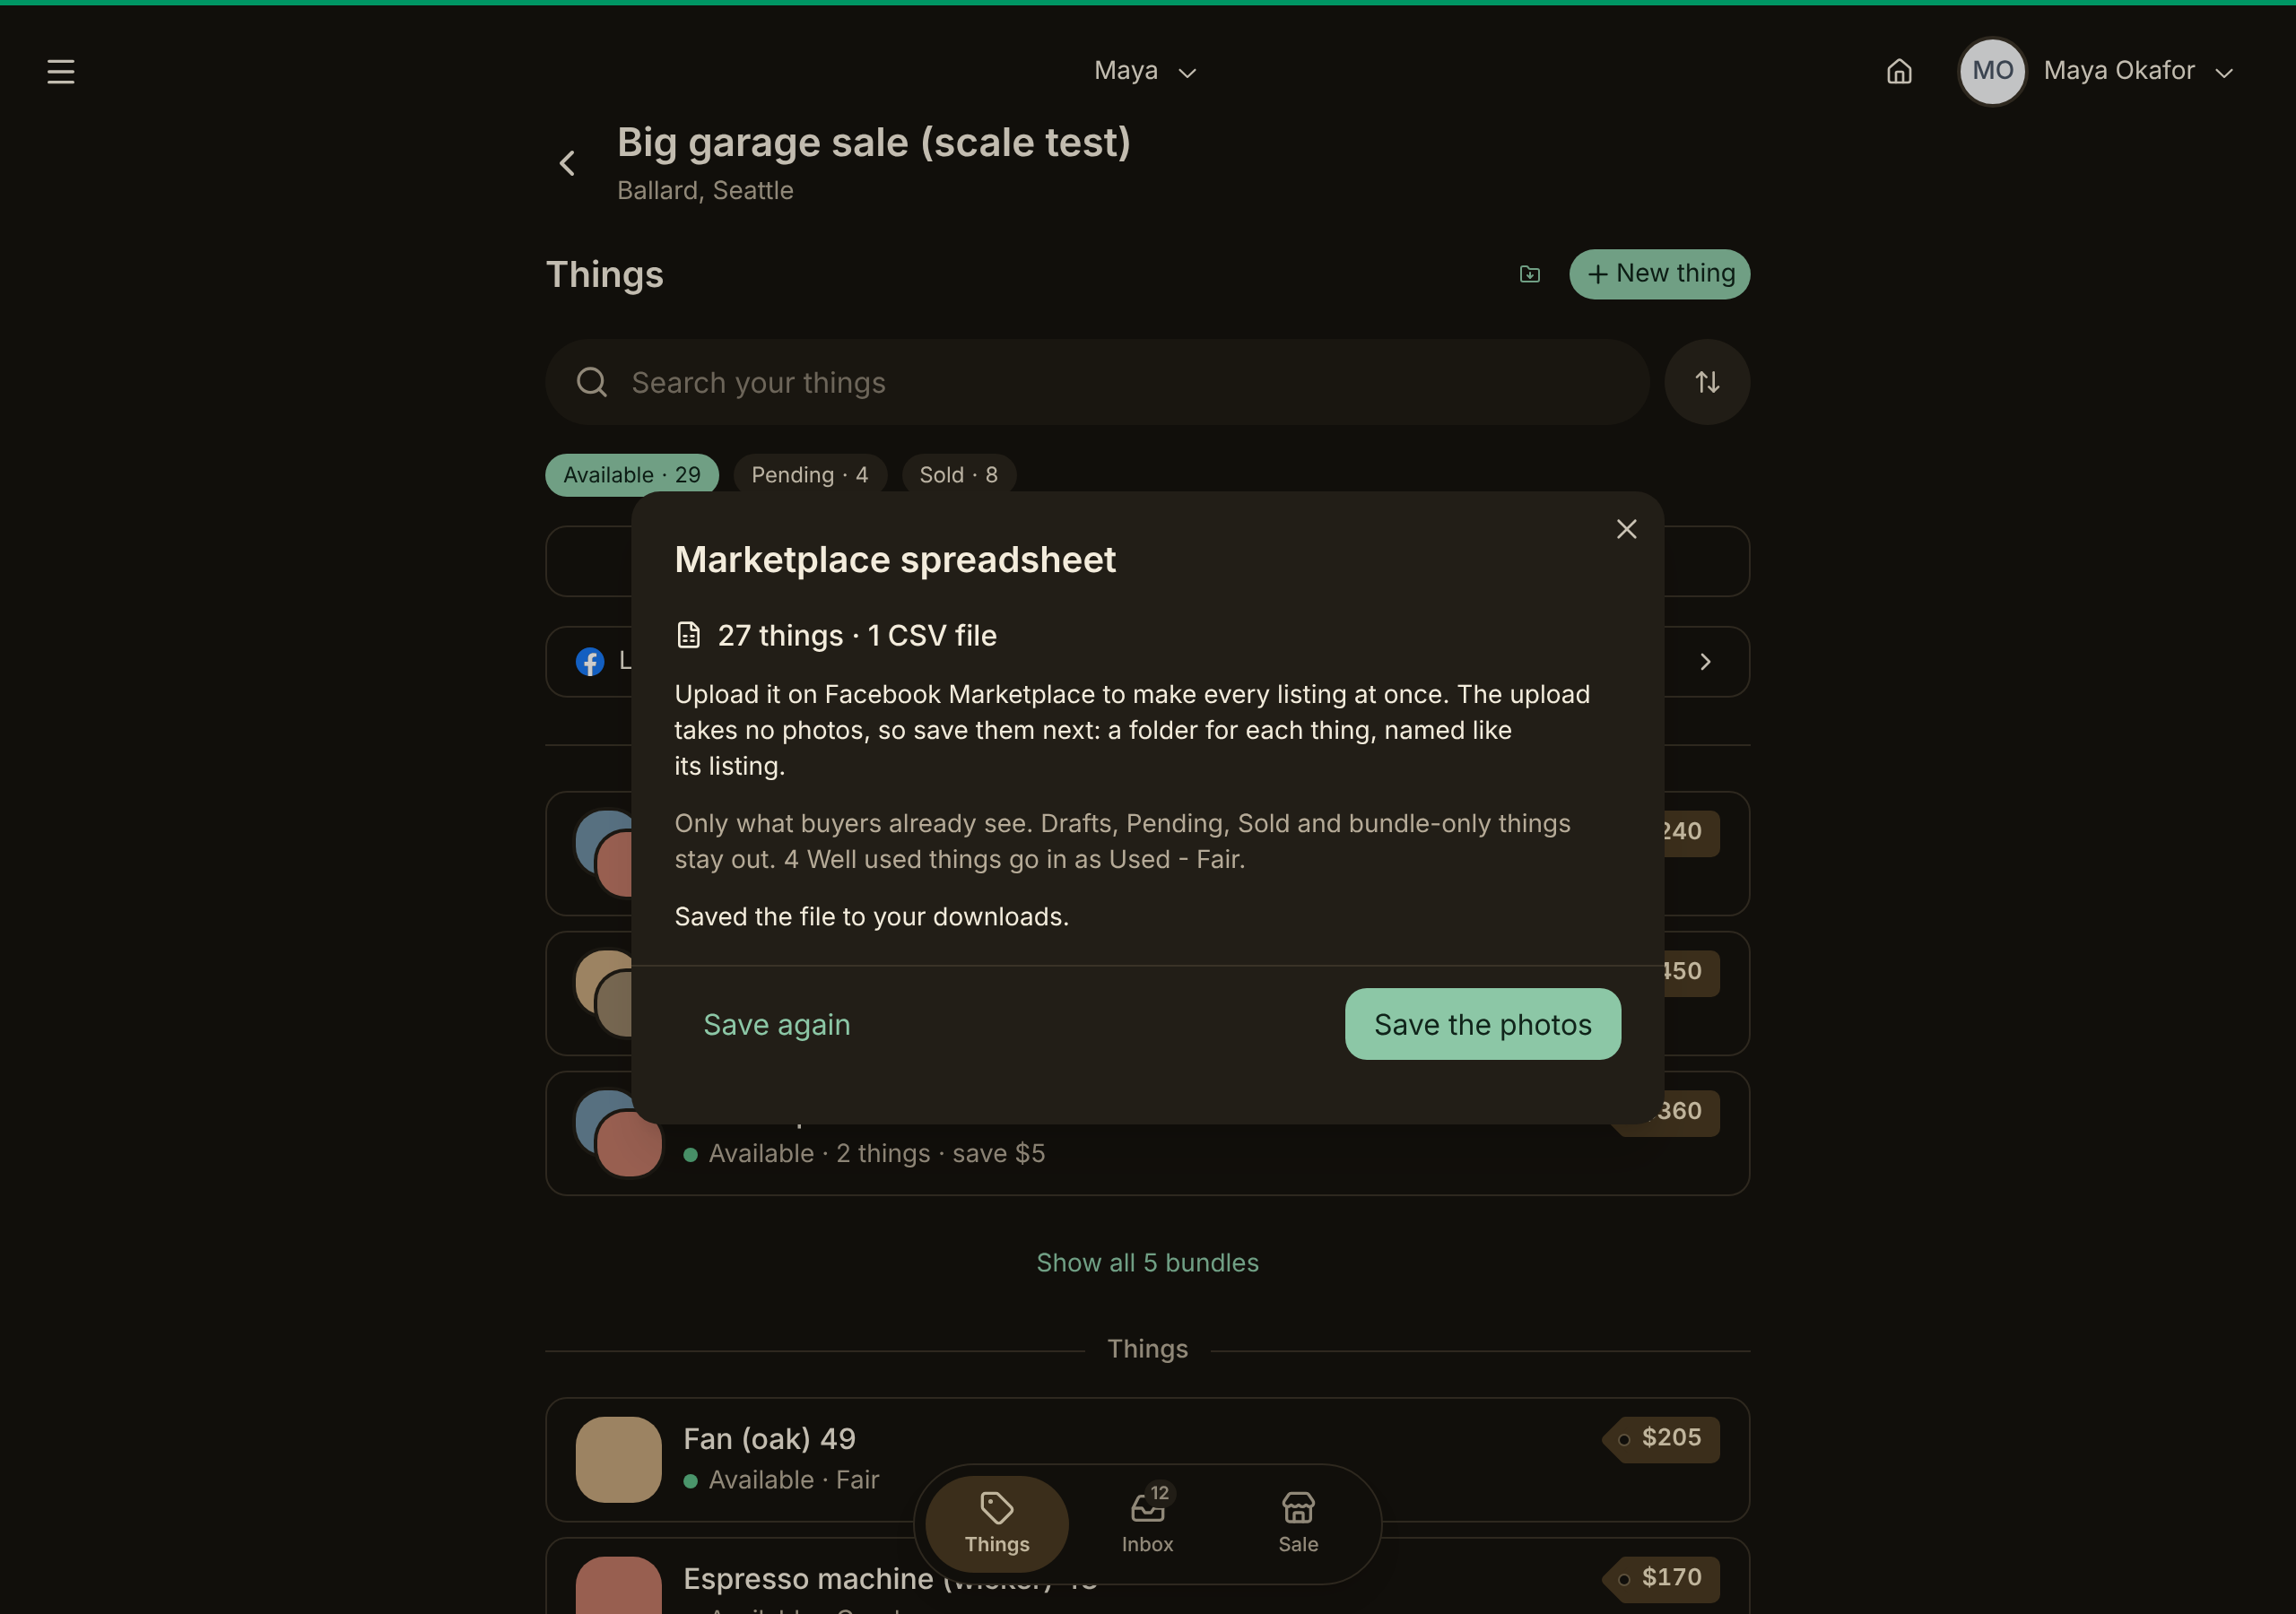 Maya
MO
Maya Okafor
Big garage sale (scale test)
Ballard, Seattle
Things
New thing
Search your things
Available · 29
Pending · 4
Sold · 8
Marketplace spreadsheet
27 things · 1 CSV file
Upload it on Facebook Marketplace to make every listing at once. The upload
takes no photos, so save them next: a folder for each thing, named like
its listing.
Only what buyers already see. Drafts, Pending, Sold and bundle-only things
stay out. 4 Well used things go in as Used - Fair.
Saved the file to your downloads.
Save again
Save the photos
240
450
360
Available · 2 things · save $5
Show all 5 bundles
Things
Fan (oak) 49
$205
Available · Fair
Espresso machine
$170
Things
12
Inbox
Sale